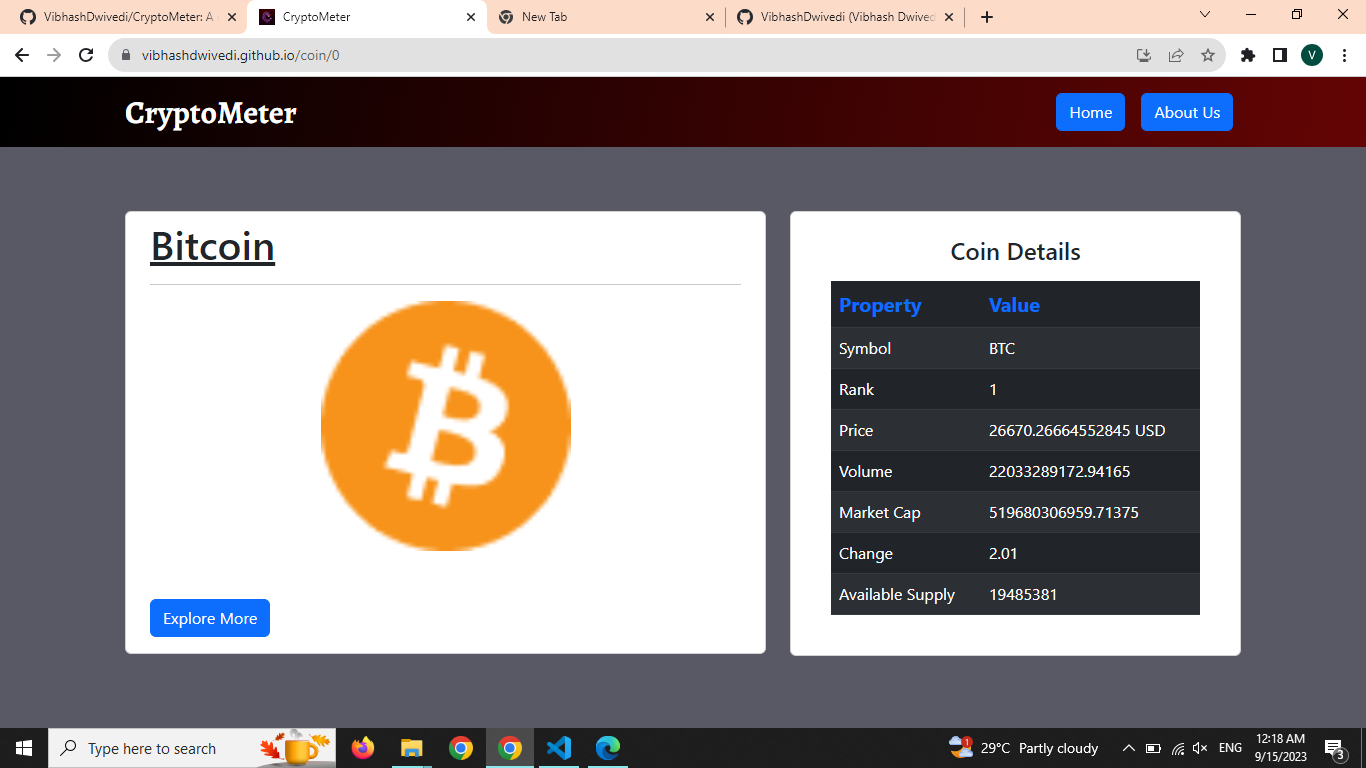 VibhashDwivedi/CryptoMeter: A
CryptoMeter
New Tab
VibhashDwivedi (Vibhash Dwived
vibhashdwivedi.github.io/coin/0
V
CryptoMeter
Home
About Us
Bitcoin
Explore More
Coin Details
Property Value
Symbol BTC
Rank 1
Price 26670.26664552845 USD
Volume 22033289172.94165
Market Cap 519680306959.71375
Change 2.01
Available Supply 19485381
Type here to search
1
29°C Partly cloudy
ENG
12:18 AM
9/15/2023
3